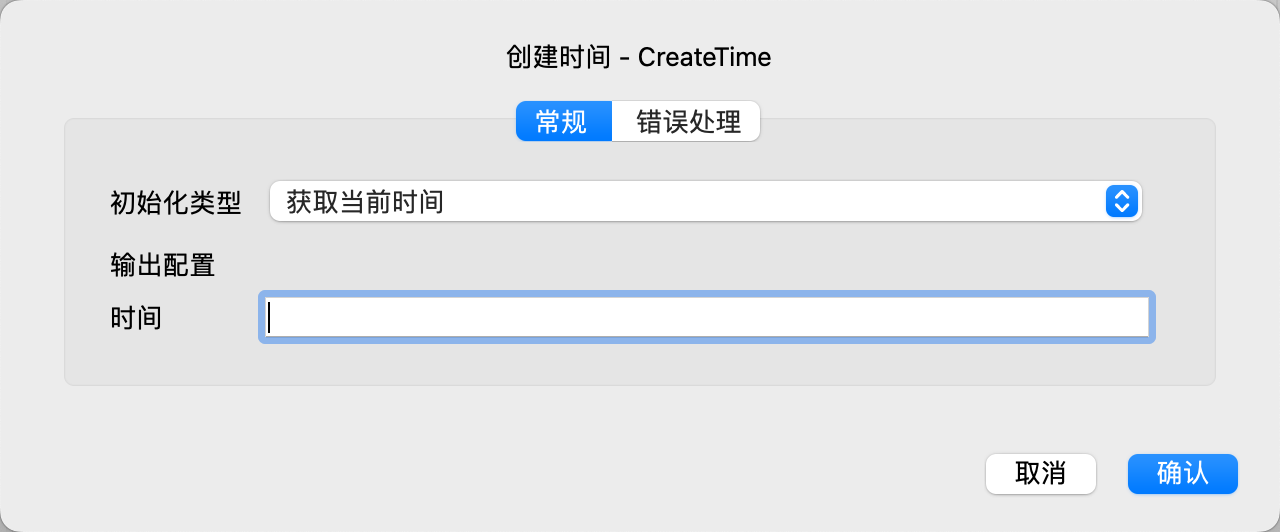 创建时间 - CreateTime
常规 错误处理
初始化类型 获取当前时间
输出配置
时间
取消 确认